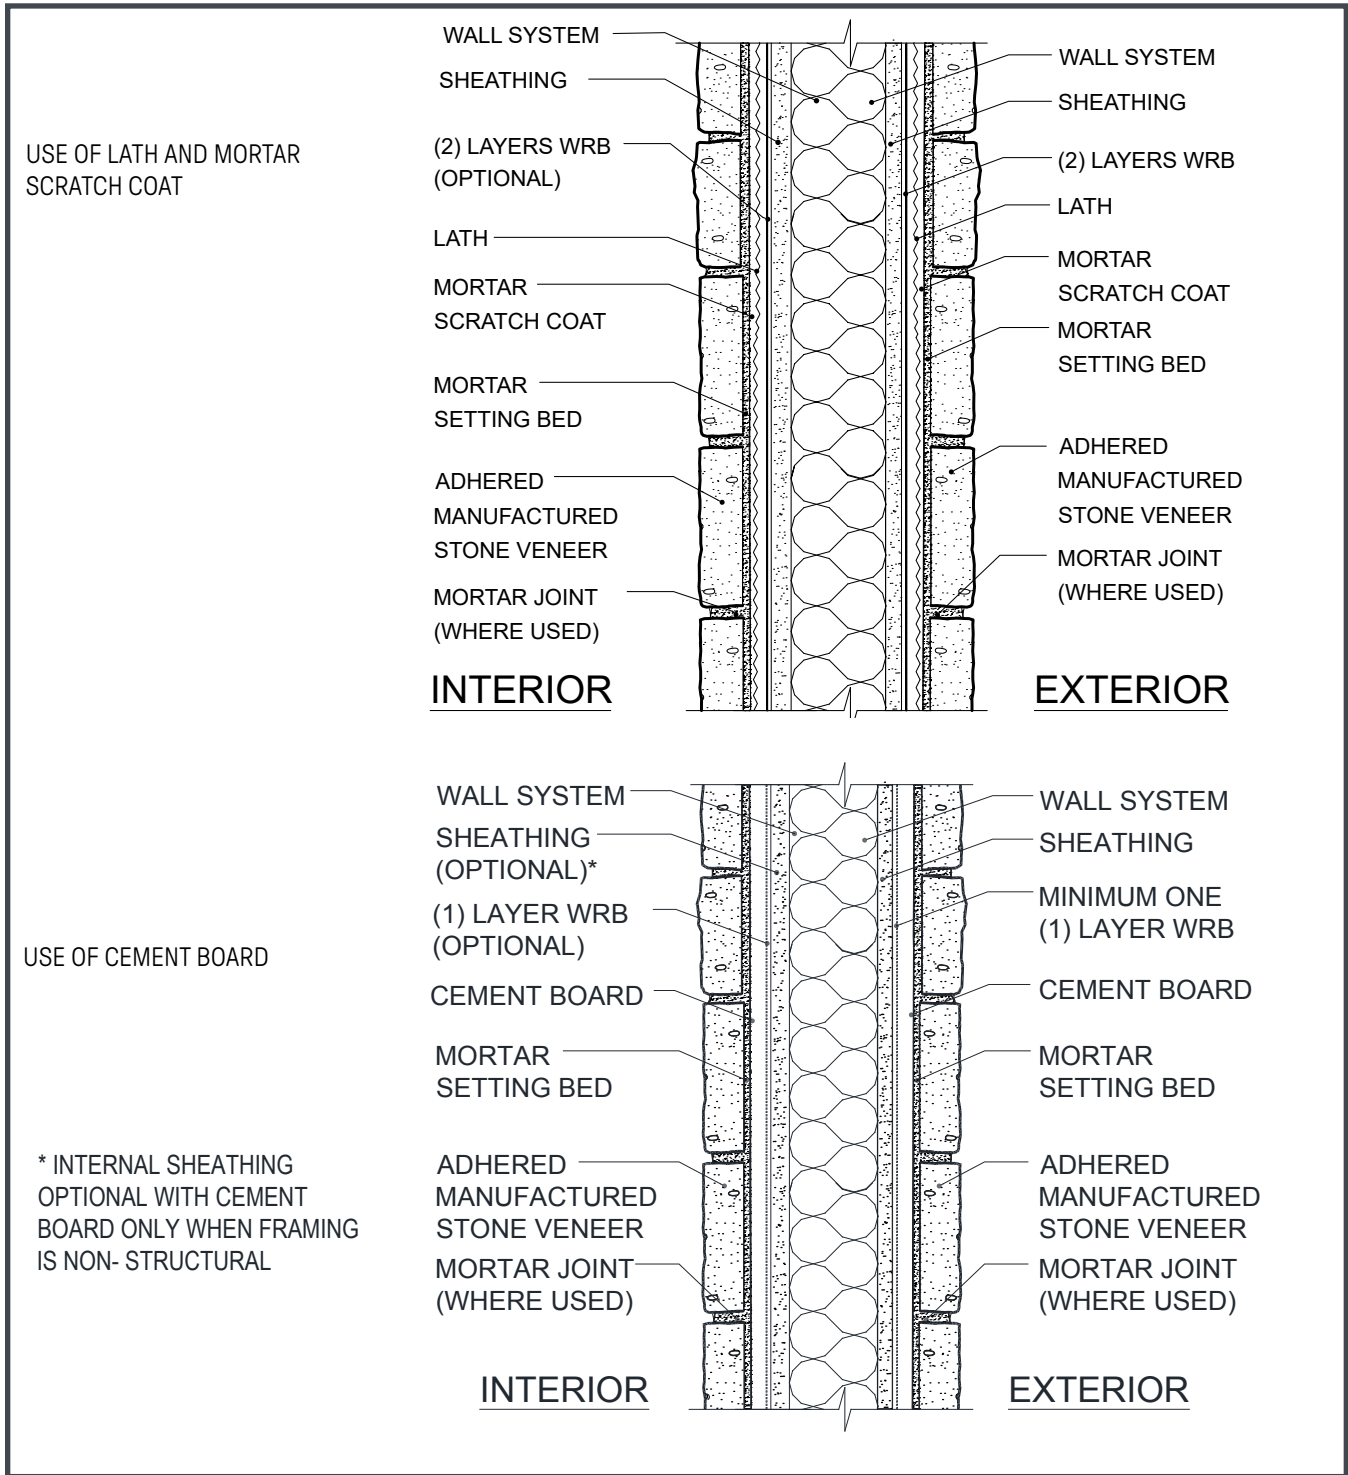 USE OF LATH AND MORTAR
SCRATCH COAT
WALL SYSTEM
SHEATHING
(2) LAYERS WRB
(OPTIONAL)
LATH
MORTAR
SCRATCH COAT
MORTAR
SETTING BED
ADHERED
MANUFACTURED
STONE VENEER
MORTAR JOINT
(WHERE USED)
INTERIOR
WALL SYSTEM
SHEATHING
(2) LAYERS WRB
LATH
MORTAR
SCRATCH COAT
MORTAR
SETTING BED
ADHERED
MANUFACTURED
STONE VENEER
MORTAR JOINT
(WHERE USED)
EXTERIOR
USE OF CEMENT BOARD
* INTERNAL SHEATHING
OPTIONAL WITH CEMENT
BOARD ONLY WHEN FRAMING
IS NON- STRUCTURAL
WALL SYSTEM
SHEATHING
(OPTIONAL)*
(1) LAYER WRB
(OPTIONAL)
CEMENT BOARD
MORTAR
SETTING BED
ADHERED
MANUFACTURED
STONE VENEER
MORTAR JOINT
(WHERE USED)
INTERIOR
WALL SYSTEM
SHEATHING
MINIMUM ONE
(1) LAYER WRB
CEMENT BOARD
MORTAR
SETTING BED
ADHERED
MANUFACTURED
STONE VENEER
MORTAR JOINT
(WHERE USED)
EXTERIOR